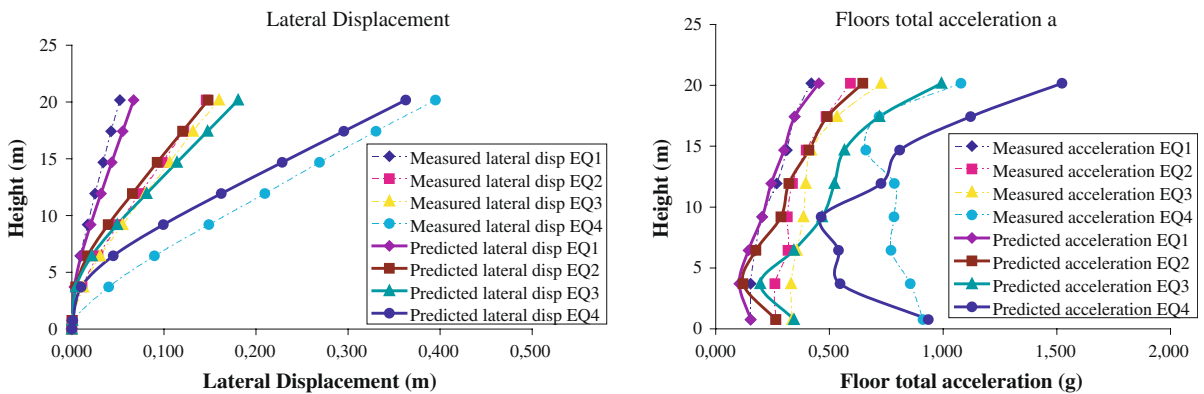 Lateral Displacement
25
20
15
10
5
0
Height (m)
0,000 0,100 0,200 0,300 0,400 0,500
Lateral Displacement (m)
Measured lateral disp EQ1
Measured lateral disp EQ2
Measured lateral disp EQ3
Measured lateral disp EQ4
Predicted lateral disp EQ1
Predicted lateral disp EQ2
Predicted lateral disp EQ3
Predicted lateral disp EQ4
Floors total acceleration a
25
20
15
10
5
0
Height (m)
0,000 0,500 1,000 1,500 2,000
Floor total acceleration (g)
Measured acceleration EQ1
Measured acceleration EQ2
Measured acceleration EQ3
Measured acceleration EQ4
Predicted acceleration EQ1
Predicted acceleration EQ2
Predicted acceleration EQ3
Predicted acceleration EQ4